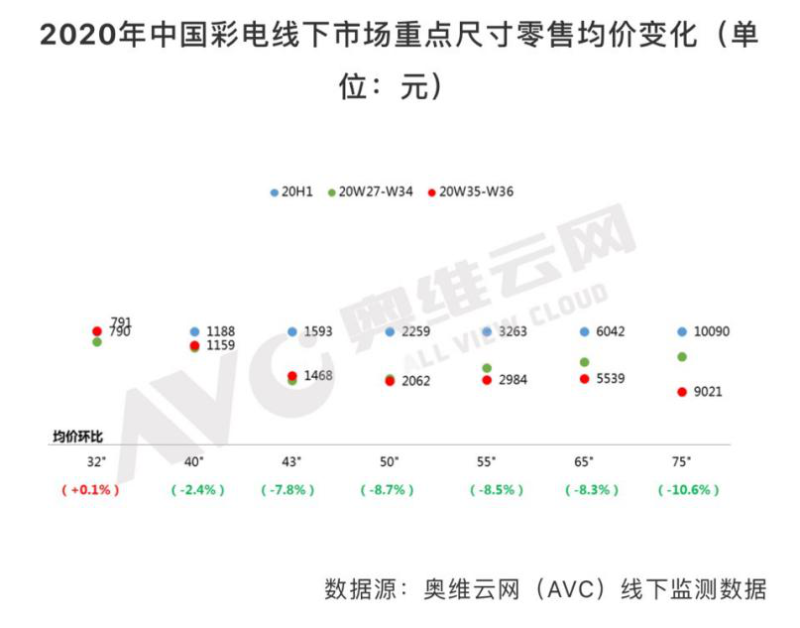 2020年中国彩电线下市场重点尺寸零售均价变化（单
位：元）
20H1 20W27-W34 20W35-W36
奥维云网
ALL VIEW CLOUD
AVC
791
790 1188 1593 2259 3263 6042 10090
1159
1468 2062 2984 5539 9021
均价环比
32" 40" 43" 50" 55" 65" 75"
（+0.1%） （-2.4%） （-7.8%） （-8.7%） （-8.5%） （-8.3%） （-10.6%）
数据源：奥维云网（AVC）线下监测数据